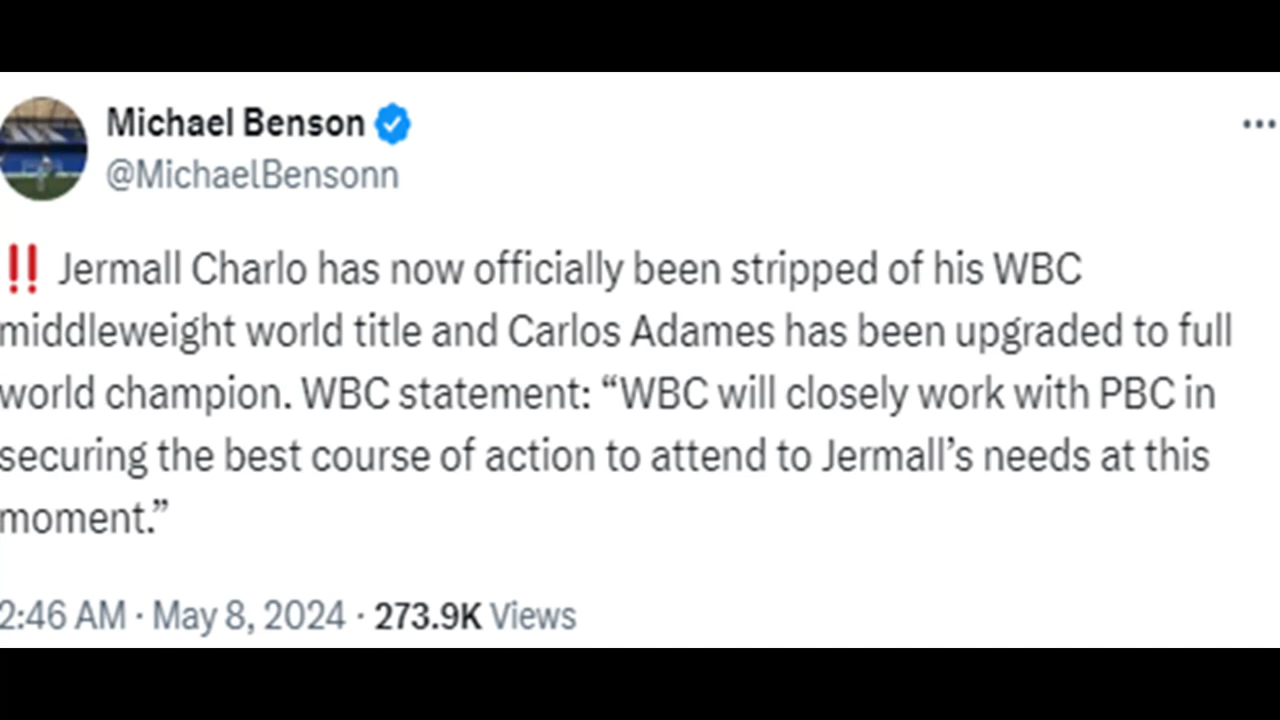 Michael Benson
@MichaelBensonn
‼️ Jermall Charlo has now officially been stripped of his WBC
middleweight world title and Carlos Adames has been upgraded to full
world champion. WBC statement: “WBC will closely work with PBC in
securing the best course of action to attend to Jermall’s needs at this
moment.”
2:46 AM · May 8, 2024 · 273.9K Views